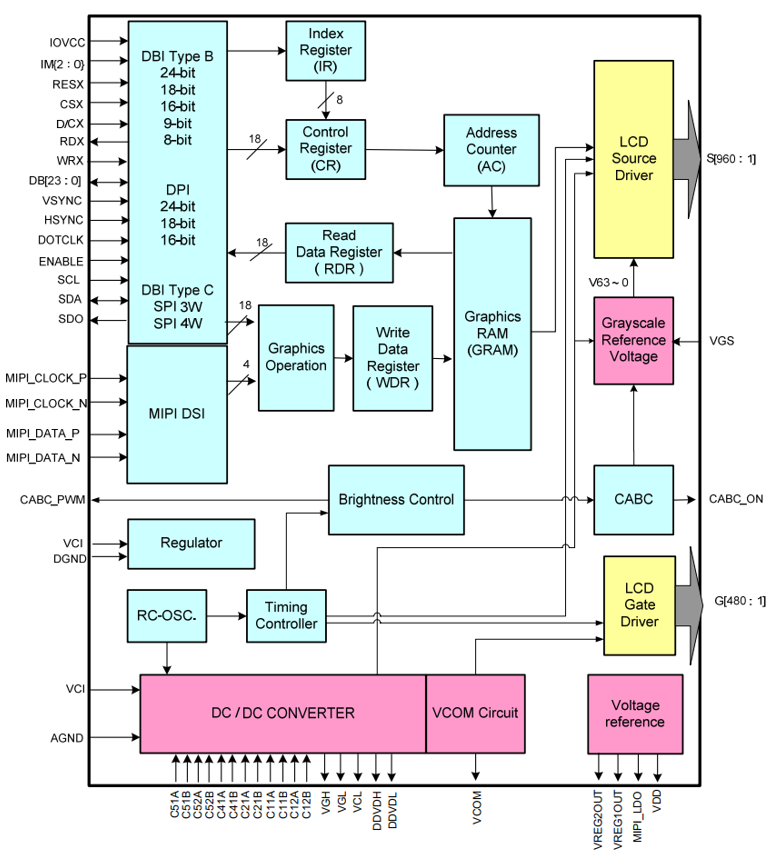 IOVCC
IM{2 : 0}
RESX
CSX
D/CX
RDX
WRX
DB[23 : 0]
VSYNC
HSYNC
DOTCLK
ENABLE
SCL
SDA
SDO
MIPI_CLOCK_P
MIPI_CLOCK_N
MIPI_DATA_P
MIPI_DATA_N
CABC_PWM
VCI
DGND
VCI
AGND
DBI Type B
24-bit
18-bit
16-bit
9-bit
8-bit
DPI
24-bit
18-bit
16-bit
DBI Type C
SPI 3W
SPI 4W
MIPI DSI
Index
Register
(IR)
8
18
Control
Register
(CR)
Address
Counter
(AC)
18
Read
Data Register
( RDR )
18
4
Graphics
Operation
Write
Data
Register
( WDR )
Graphics
RAM
(GRAM)
LCD
Source
Driver
S[960 : 1]
V63~0
Grayscale
Reference
Voltage
VGS
Brightness Control
CABC
CABC_ON
Regulator
RC-OSC.
Timing
Controller
LCD
Gate
Driver
G[480 : 1]
DC / DC CONVERTER
VCOM Circuit
Voltage
reference
C51A
C51B
C52A
C52B
C41A
C41B
C21A
C21B
C11A
C11B
C12A
C12B
VGH
VGL
VCL
DDVDH
DDVDL
VCOM
VREG2OUT
VREG1OUT
MIPI_LDO
VDD